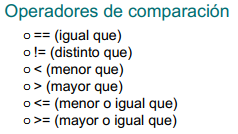 Operadores de comparación
o == (igual que)
o != (distinto que)
o < (menor que)
o > (mayor que)
o <= (menor o igual que)
o >= (mayor o igual que)